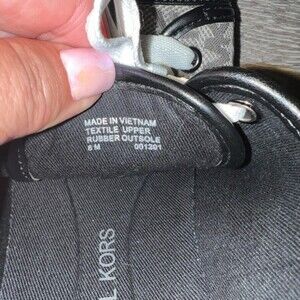 MADE IN VIETNAM
TEXTILE UPPER
RUBBER OUTSOLE
6 M 001201
L KORS